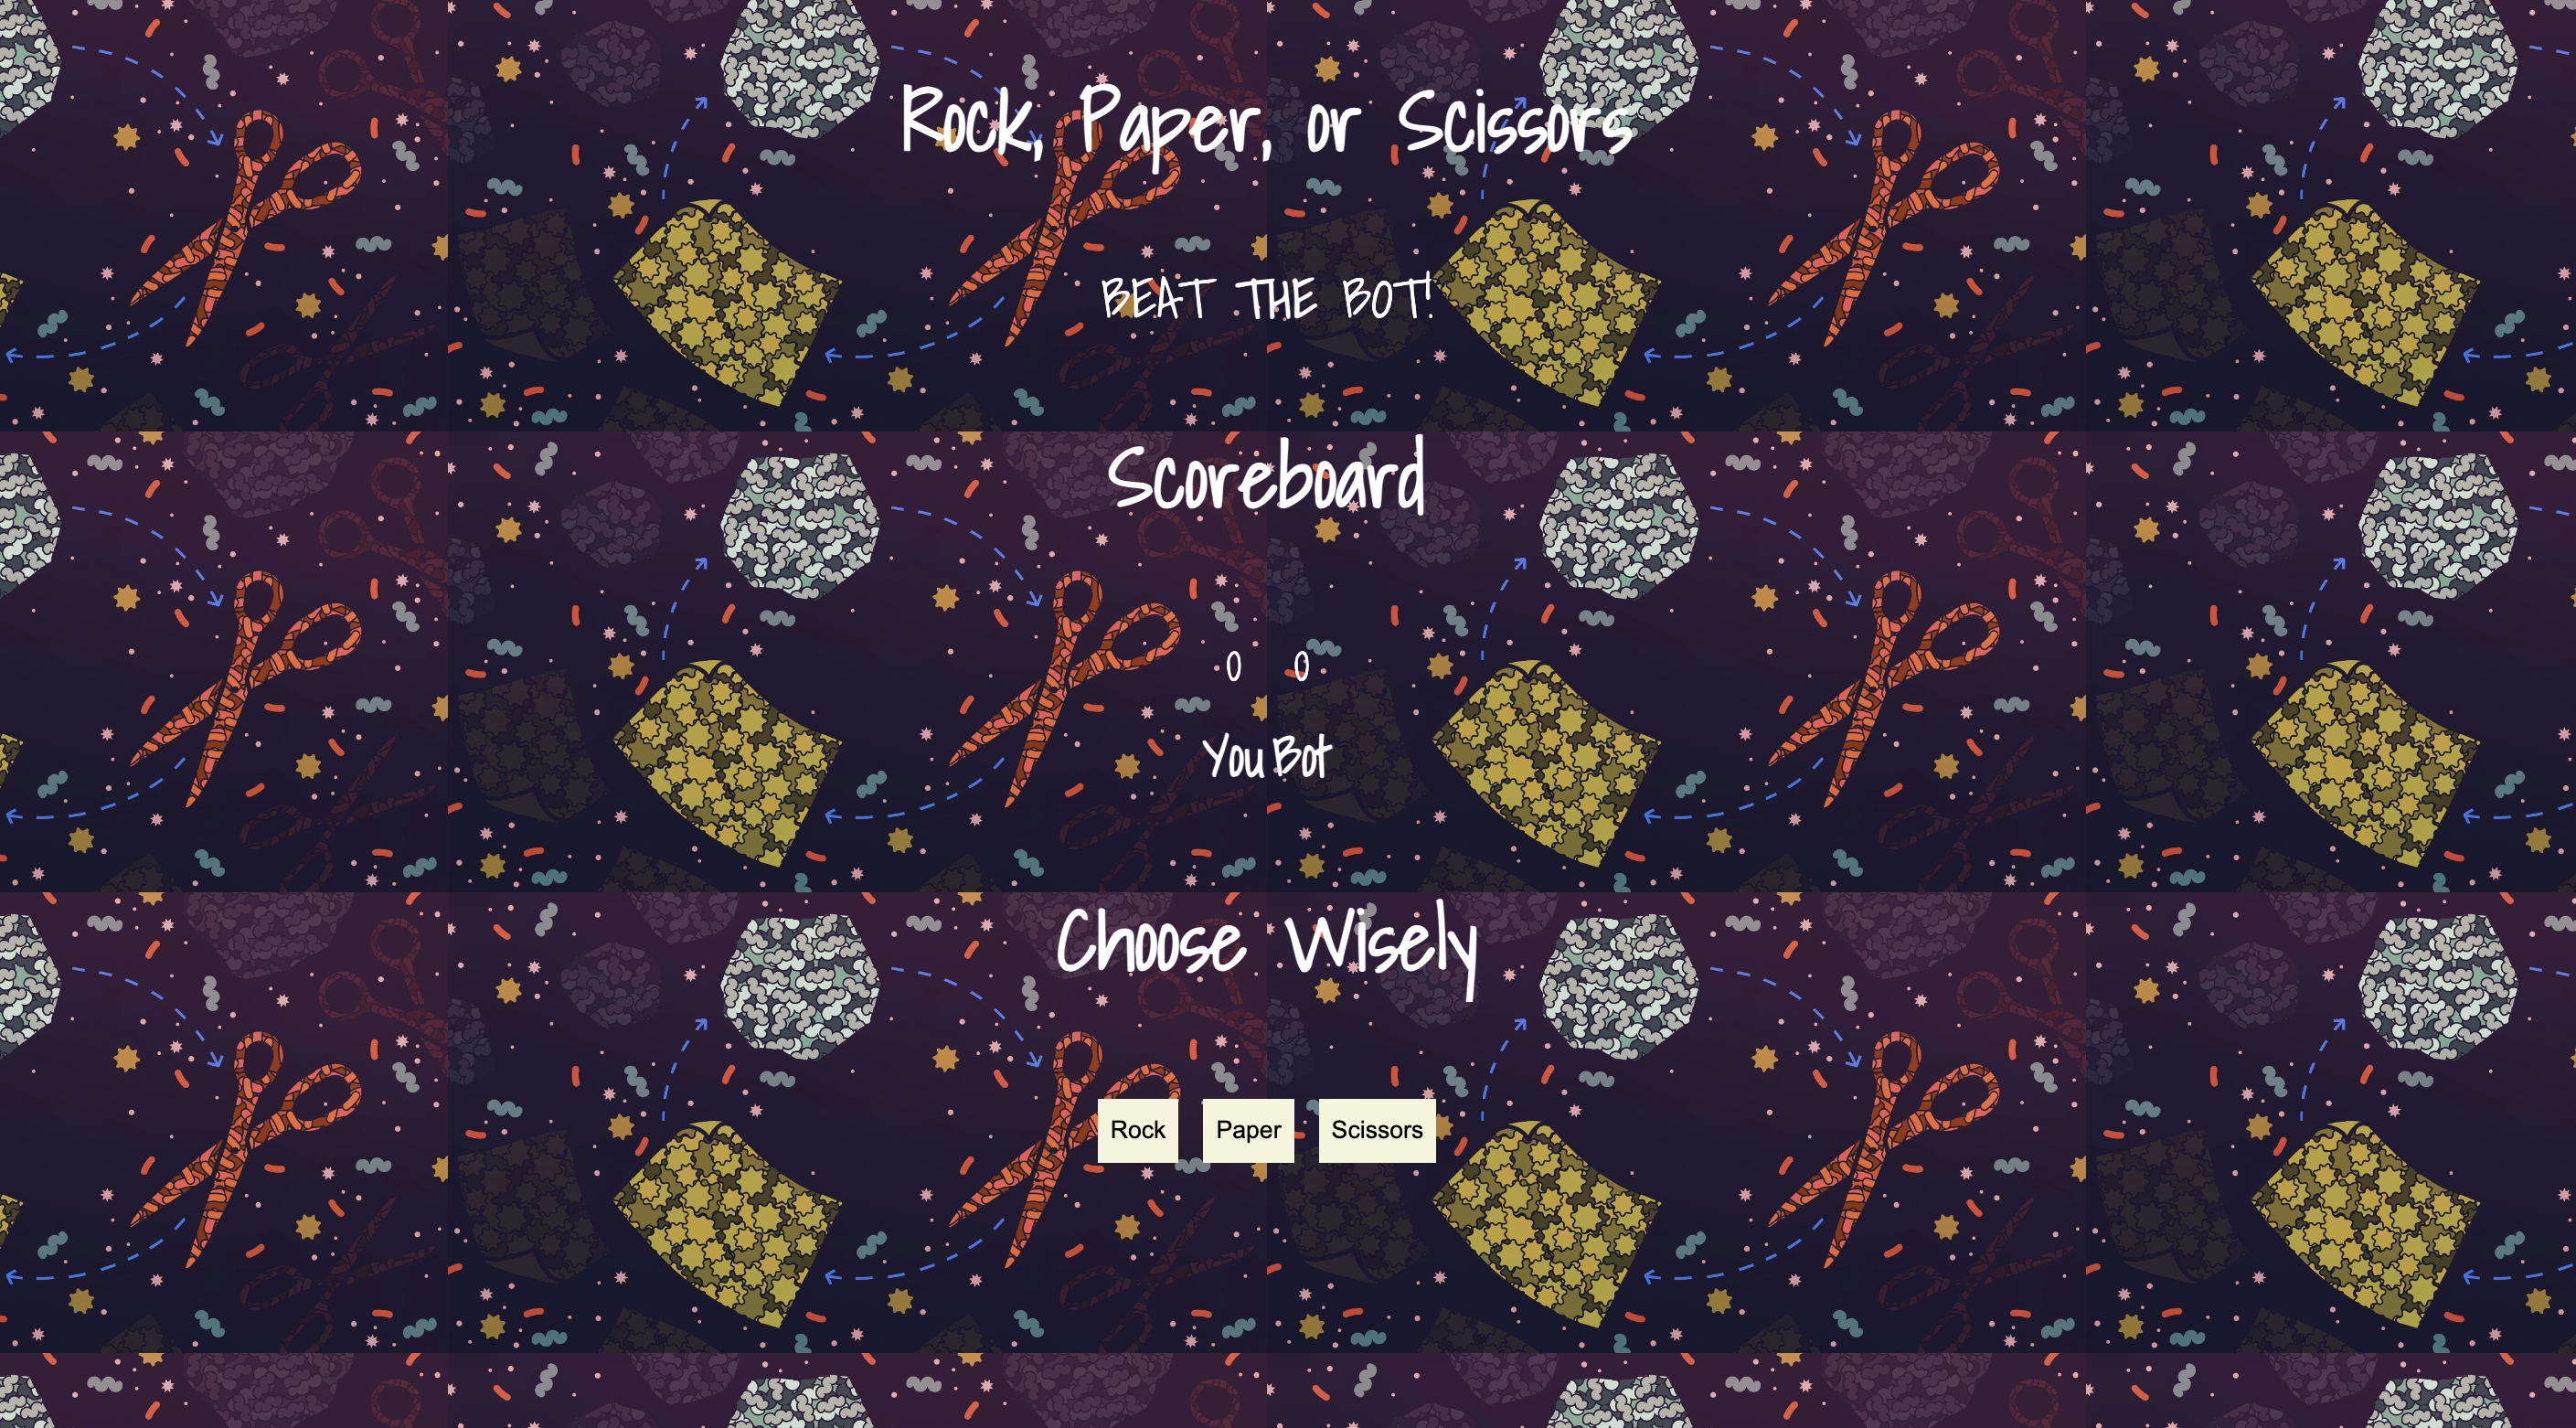 Rock, Paper, or Scissors
BEAT THE BOT!
Scoreboard
0 0
You Bot
Choose Wisely
Rock Paper Scissors